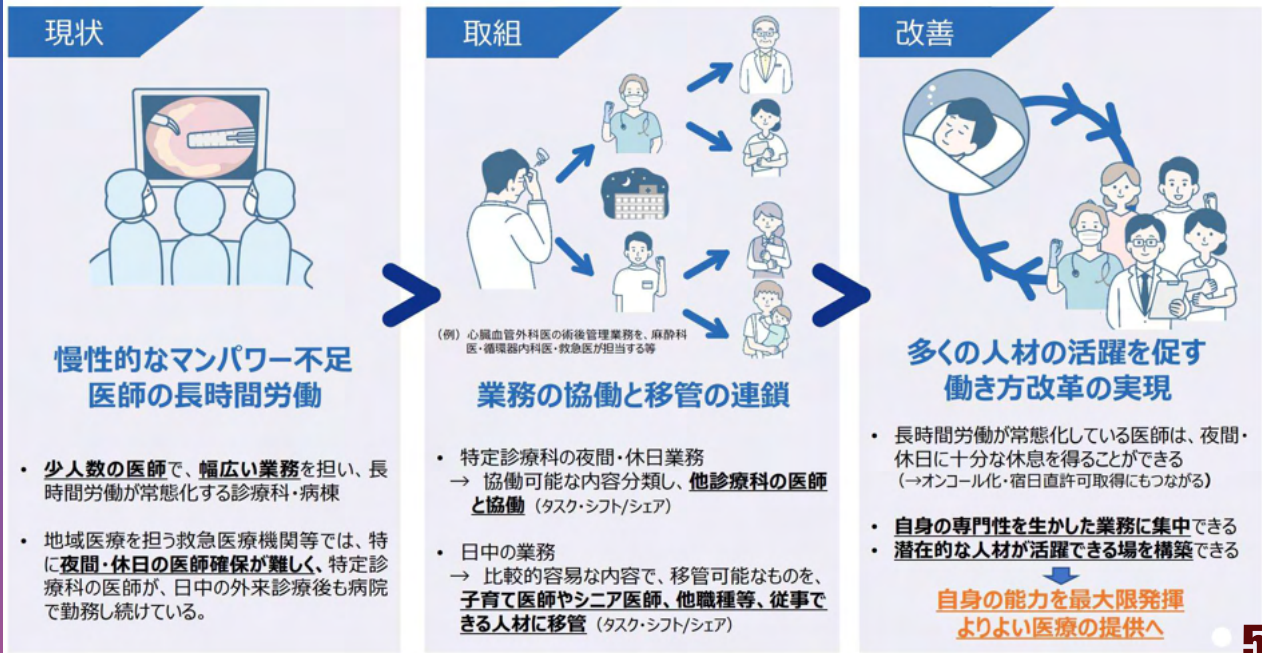 現状
慢性的なマンパワー不足
医師の長時間労働
• 少人数の医師で、幅広い業務を担い、長
時間労働が常態化する診療科・病棟
• 地域医療を担う救急医療機関等では、特
に夜間・休日の医師確保が難しく、特定診
療科の医師が、日中の外来診療後も病院
で勤務し続けている。
取組
（例）心臓血管外科医の術後管理業務を、麻酔科
医・循環器内科医・救急医が担当する等
業務の協働と移管の連鎖
• 特定診療科の夜間・休日業務
→ 協働可能な内容分類し、他診療科の医師
と協働（タスク・シフト/シェア）
• 日中の業務
→ 比較的容易な内容で、移管可能なものを、
子育て医師やシニア医師、他職種等、従事で
きる人材に移管（タスク・シフト/シェア）
改善
多くの人材の活躍を促す
働き方改革の実現
• 長時間労働が常態化している医師は、夜間・
休日に十分な休息を得ることができる
（→オンコール化・宿日直許可取得にもつながる）
• 自身の専門性を生かした業務に集中できる
• 潜在的な人材が活躍できる場を構築できる
自身の能力を最大限発揮
よりよい医療の提供へ
5